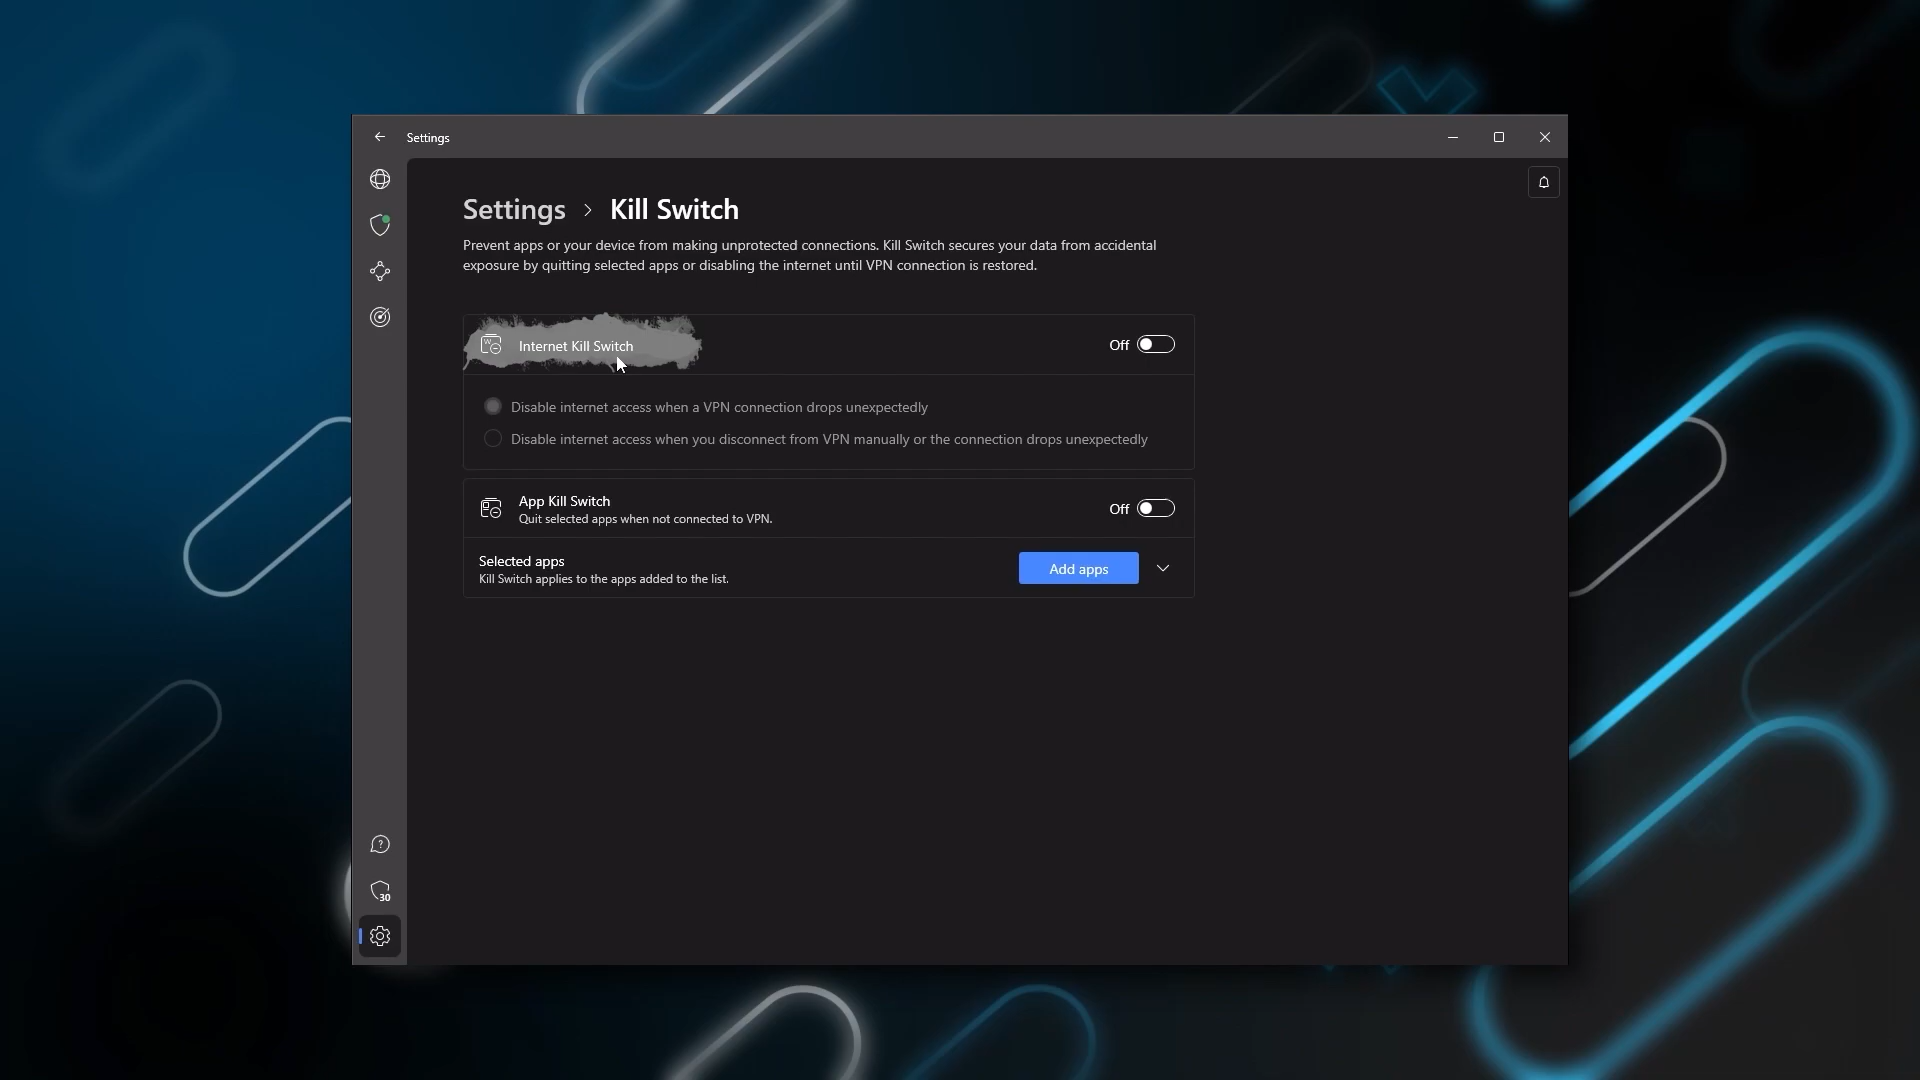 Settings
Settings > Kill Switch
Prevent apps or your device from making unprotected connections. Kill Switch secures your data from accidental
exposure by quitting selected apps or disabling the internet until VPN connection is restored.
Internet Kill Switch
Off
Disable internet access when a VPN connection drops unexpectedly
Disable internet access when you disconnect from VPN manually or the connection drops unexpectedly
App Kill Switch
Quit selected apps when not connected to VPN.
Off
Selected apps
Kill Switch applies to the apps added to the list.
Add apps
30